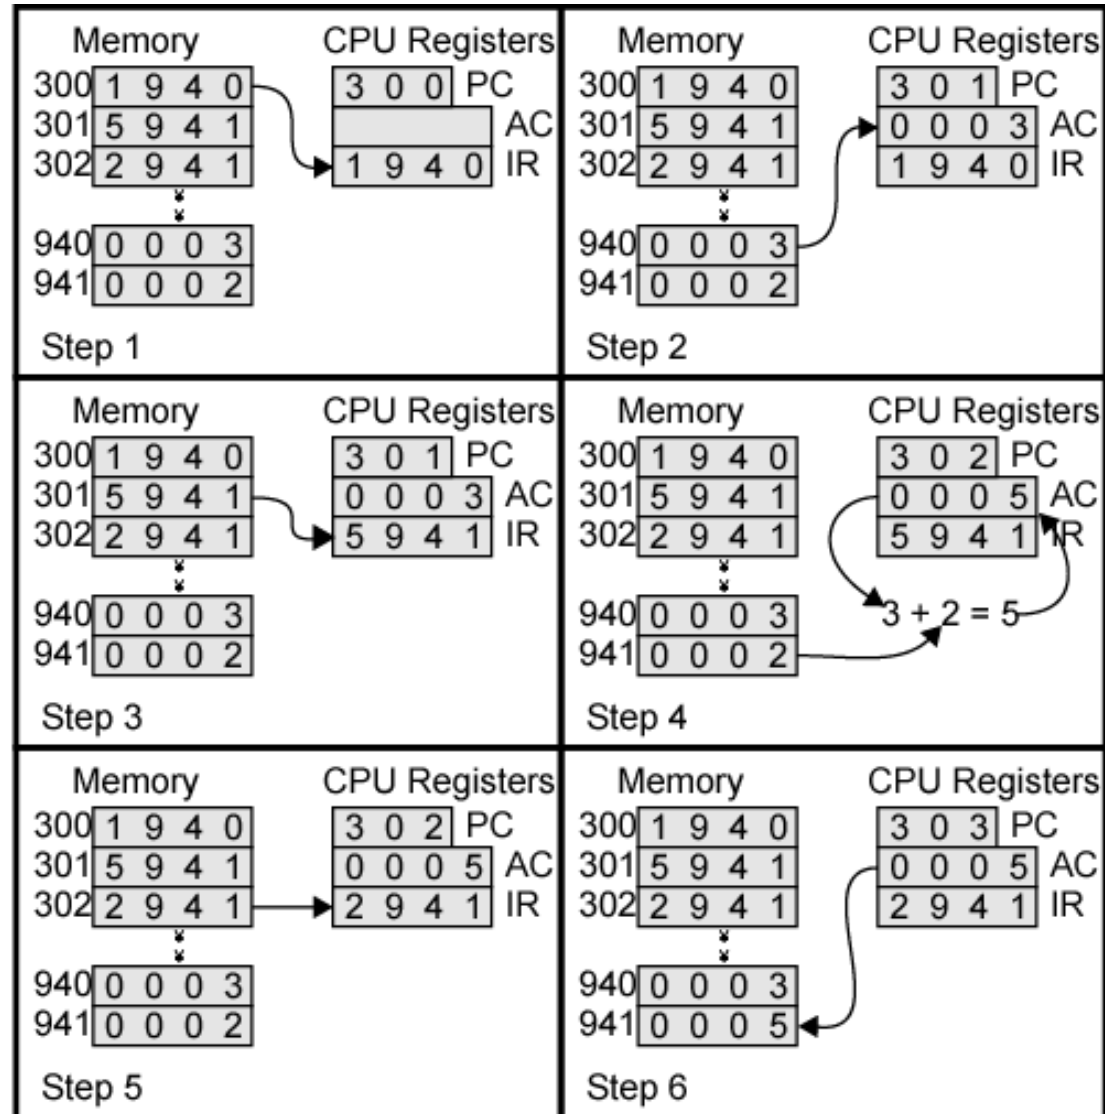 Memory CPU Registers
300 1 9 4 0 3 0 0 PC
301 5 9 4 1 AC
302 2 9 4 1 1 9 4 0 IR
940 0 0 0 3
941 0 0 0 2
Step 1
Memory CPU Registers
300 1 9 4 0 3 0 1 PC
301 5 9 4 1 0 0 0 3 AC
302 2 9 4 1 1 9 4 0 IR
940 0 0 0 3
941 0 0 0 2
Step 2
Memory CPU Registers
300 1 9 4 0 3 0 1 PC
301 5 9 4 1 0 0 0 3 AC
302 2 9 4 1 5 9 4 1 IR
940 0 0 0 3
941 0 0 0 2
Step 3
Memory CPU Registers
300 1 9 4 0 3 0 2 PC
301 5 9 4 1 0 0 0 5 AC
302 2 9 4 1 5 9 4 1 IR
940 0 0 0 3 3 + 2 = 5
941 0 0 0 2
Step 4
Memory CPU Registers
300 1 9 4 0 3 0 2 PC
301 5 9 4 1 0 0 0 5 AC
302 2 9 4 1 2 9 4 1 IR
940 0 0 0 3
941 0 0 0 2
Step 5
Memory CPU Registers
300 1 9 4 0 3 0 3 PC
301 5 9 4 1 0 0 0 5 AC
302 2 9 4 1 2 9 4 1 IR
940 0 0 0 3
941 0 0 0 5
Step 6